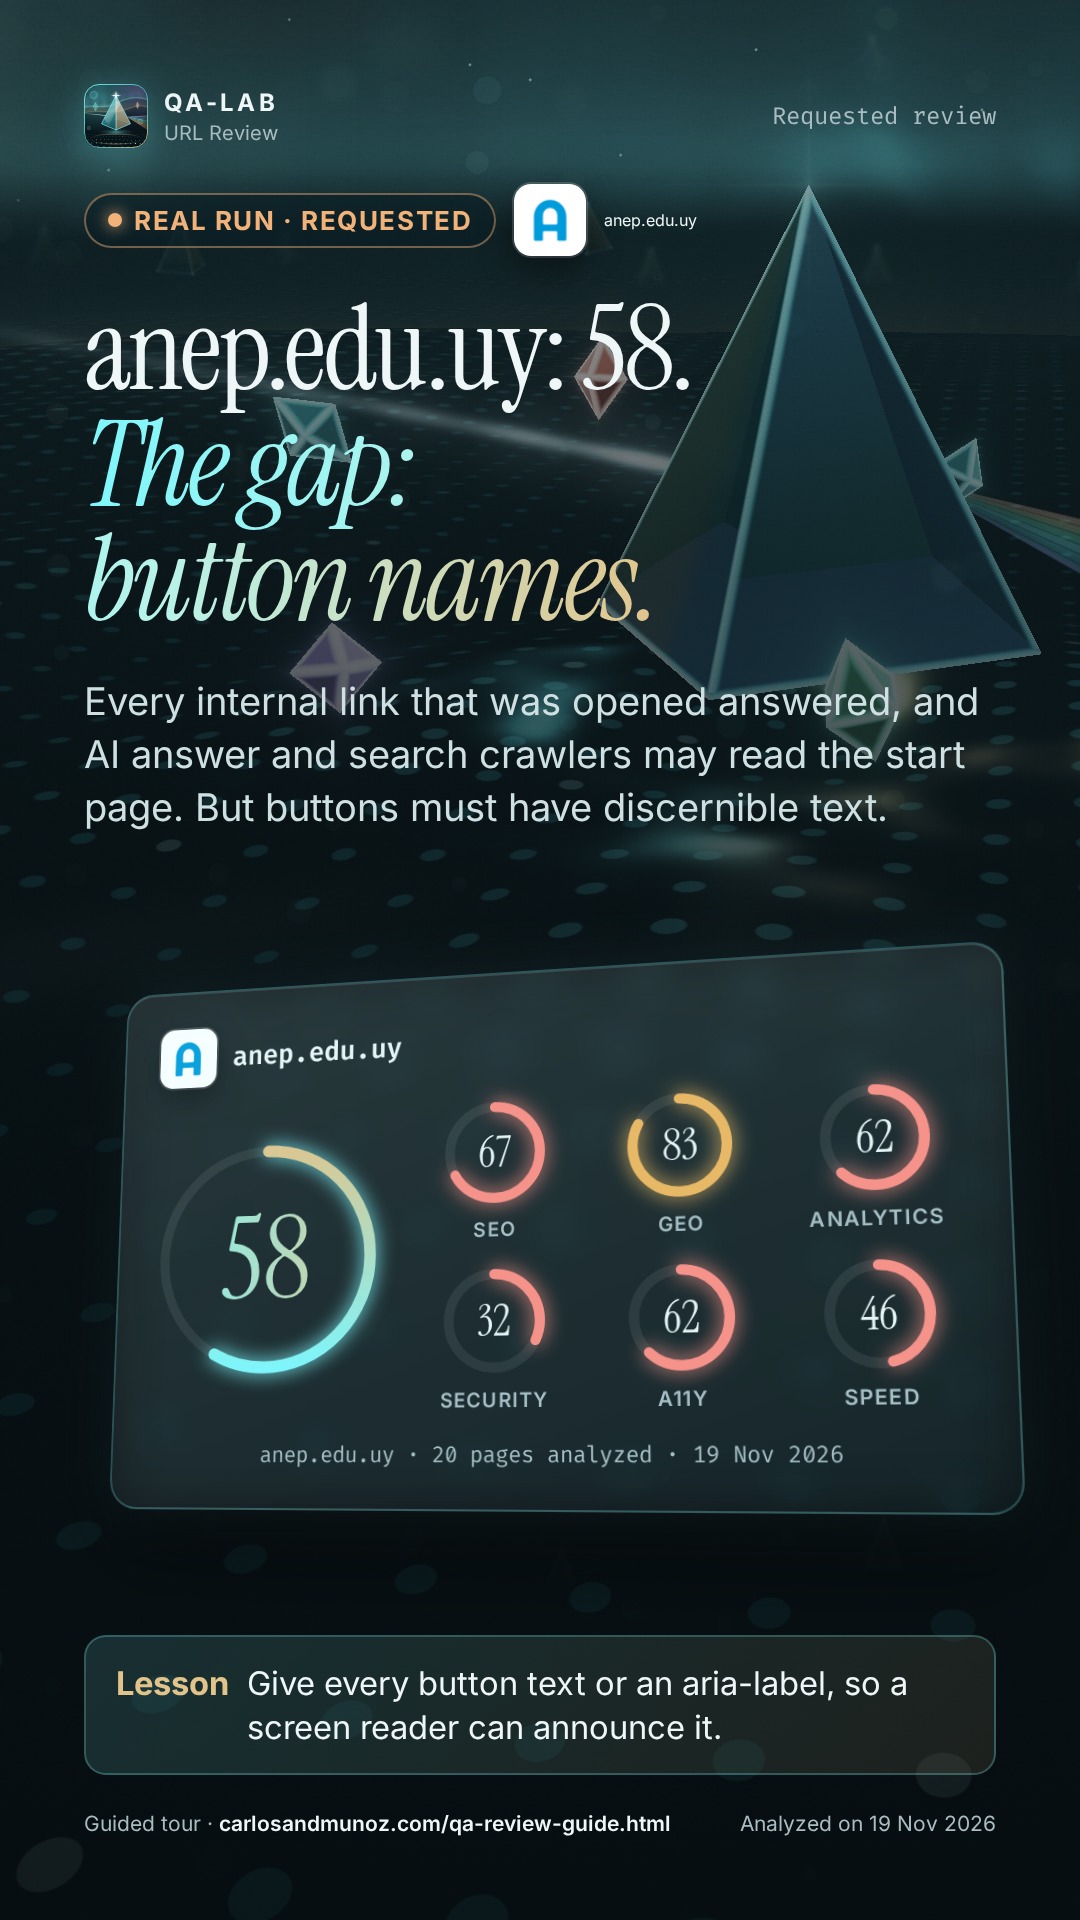 QA-LAB
URL Review
Requested review
REAL RUN · REQUESTED
A
anep.edu.uy
anep.edu.uy: 58.
The gap:
button names.
Every internal link that was opened answered, and
AI answer and search crawlers may read the start
page. But buttons must have discernible text.
A
anep.edu.uy
58
67
SEO
83
GEO
62
ANALYTICS
32
SECURITY
62
A11Y
46
SPEED
anep.edu.uy · 20 pages analyzed · 19 Nov 2026
Lesson
Give every button text or an aria-label, so a
screen reader can announce it.
Guided tour · carlosandmunoz.com/qa-review-guide.html
Analyzed on 19 Nov 2026